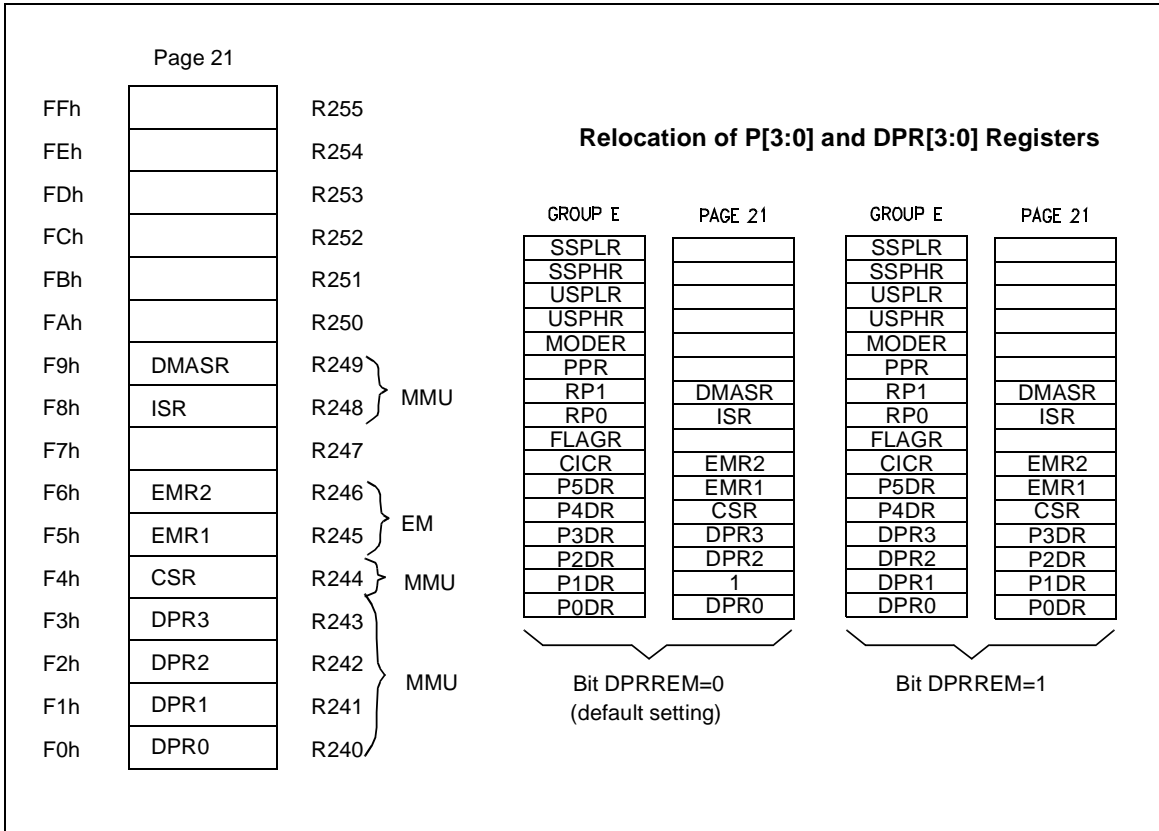 Page 21
FFh R255
FEh R254
FDh R253
FCh R252
FBh R251
FAh R250
F9h DMASR R249
MMU
F8h ISR R248
F7h R247
F6h EMR2 R246
EM
F5h EMR1 R245
F4h CSR R244 MMU
F3h DPR3 R243
F2h DPR2 R242
MMU
F1h DPR1 R241
F0h DPR0 R240
Relocation of P[3:0] and DPR[3:0] Registers
GROUP E PAGE 21 GROUP E PAGE 21
SSPLR SSPLR
SSPHR SSPHR
USPLR USPLR
USPHR USPHR
MODER MODER
PPR PPR
RP1 DMASR RP1 DMASR
RP0 ISR RP0 ISR
FLAGR FLAGR
CICR EMR2 CICR EMR2
P5DR EMR1 P5DR EMR1
P4DR CSR P4DR CSR
P3DR DPR3 DPR3 P3DR
P2DR DPR2 DPR2 P2DR
P1DR 1 DPR1 P1DR
P0DR DPR0 DPR0 P0DR
Bit DPRREM=0 Bit DPRREM=1
(default setting)